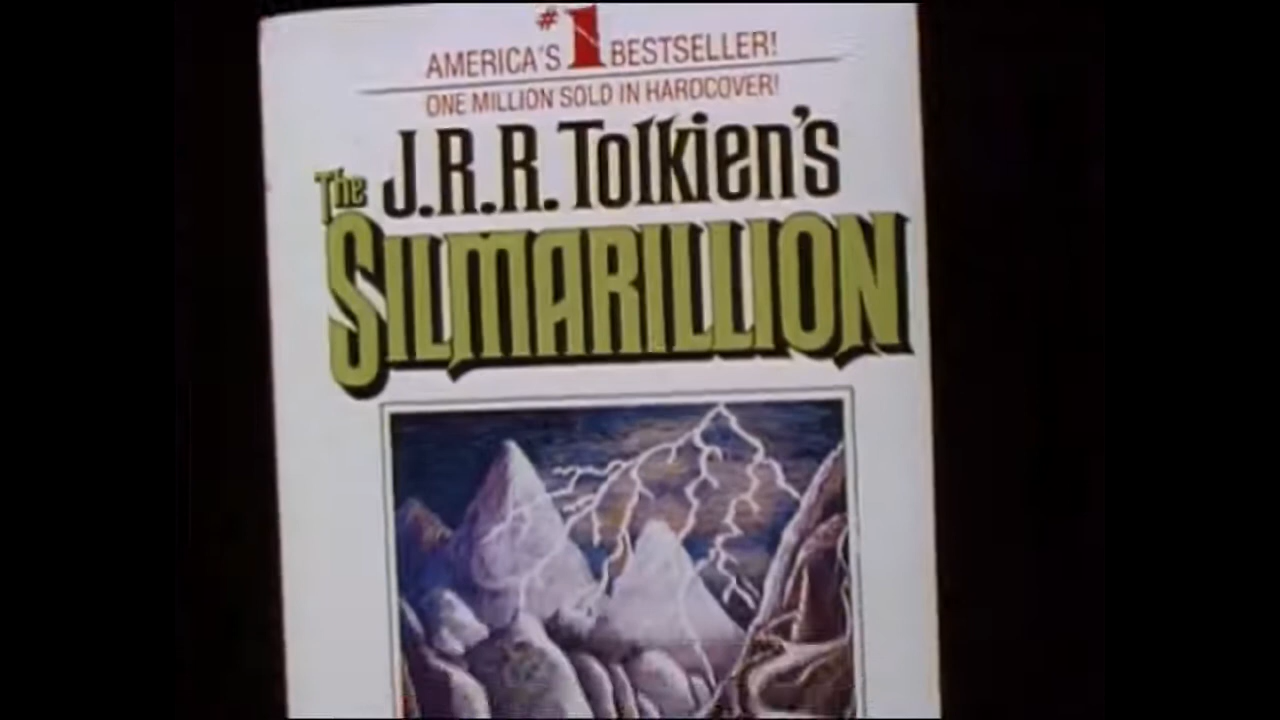 AMERICA'S #1 BESTSELLER!
ONE MILLION SOLD IN HARDCOVER!
J.R.R. Tolkien's
The
SILMARILLION